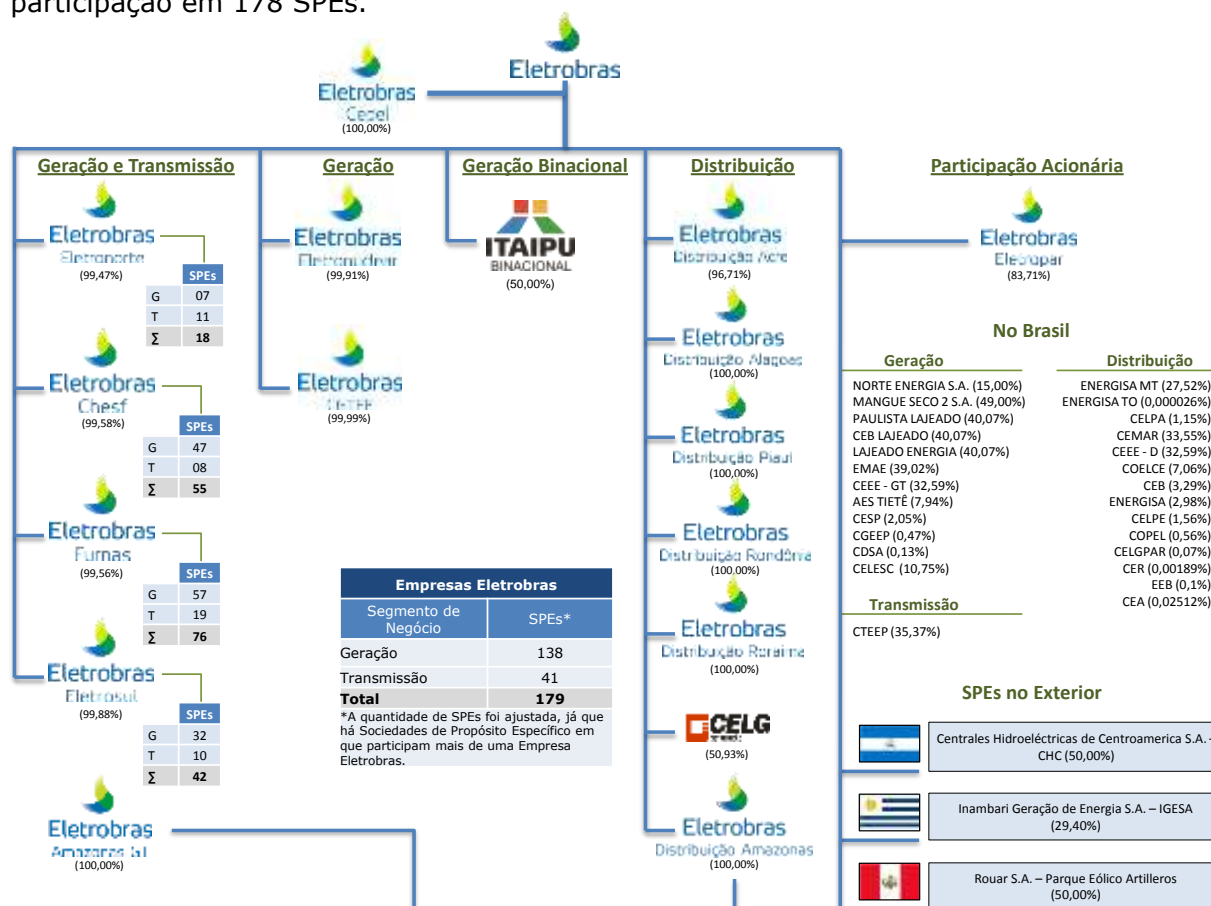 participação em 178 SPEs.
Eletrobras
Eletrobras
Cepel
(100,00%)
Geração e Transmissão
Geração
Geração Binacional
Distribuição
Participação Acionária
Eletrobras
Eletronorte
(99,47%)
SPEs
G 07
T 11
∑ 18
Eletrobras
Chesf
(99,58%)
SPEs
G 47
T 08
∑ 55
Eletrobras
Furnas
(99,56%)
SPEs
G 57
T 19
∑ 76
Eletrobras
Eletrosul
(99,88%)
SPEs
G 32
T 10
∑ 42
Eletrobras
Amazonas GT
(100,00%)
Eletrobras
Eletronuclear
(99,91%)
Eletrobras
CGTEE
(99,99%)
ITAIPU
BINACIONAL
(50,00%)
Empresas Eletrobras
Segmento de
Negócio
SPEs*
Geração 138
Transmissão 41
Total 179
*A quantidade de SPEs foi ajustada, já que
há Sociedades de Propósito Específico em
que participam mais de uma Empresa
Eletrobras.
Eletrobras
Distribuição Acre
(96,71%)
Eletrobras
Distribuição Alagoas
(100,00%)
Eletrobras
Distribuição Piauí
(100,00%)
Eletrobras
Distribuição Rondônia
(100,00%)
Eletrobras
Distribuição Roraima
(100,00%)
CELG
(50,93%)
Eletrobras
Distribuição Amazonas
(100,00%)
Eletrobras
Eletropar
(83,71%)
No Brasil
Geração
NORTE ENERGIA S.A. (15,00%)
MANGUE SECO 2 S.A. (49,00%)
PAULISTA LAJEADO (40,07%)
CEB LAJEADO (40,07%)
LAJEADO ENERGIA (40,07%)
EMAE (39,02%)
CEEE - GT (32,59%)
AES TIETÊ (7,94%)
CESP (2,05%)
CGEEP (0,47%)
CDSA (0,13%)
CELESC (10,75%)
Transmissão
CTEEP (35,37%)
Distribuição
ENERGISA MT (27,52%)
ENERGISA TO (0,000026%)
CELPA (1,15%)
CEMAR (33,55%)
CEEE - D (32,59%)
COELCE (7,06%)
CEB (3,29%)
ENERGISA (2,98%)
CELPE (1,56%)
COPEL (0,56%)
CELGPAR (0,07%)
CER (0,00189%)
EEB (0,1%)
CEA (0,02512%)
SPEs no Exterior
Centrales Hidroeléctricas de Centroamerica S.A. –
CHC (50,00%)
Inambari Geração de Energia S.A. – IGESA
(29,40%)
Rouar S.A. – Parque Eólico Artilleros
(50,00%)